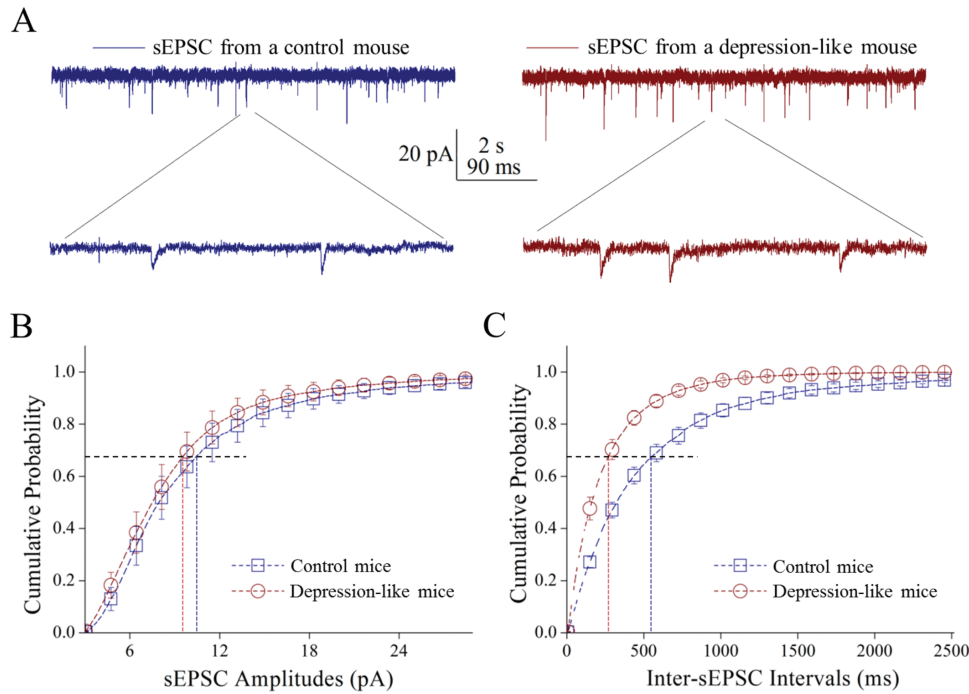 A
sEPSC from a control mouse
sEPSC from a depression-like mouse
20 pA
2 s
90 ms
B
C
1.0
0.8
0.6
0.4
0.2
0.0
Cumulative Probability
Control mice
Depression-like mice
6
12
18
24
sEPSC Amplitudes (pA)
1.0
0.8
0.6
0.4
0.2
0.0
Cumulative Probability
Control mice
Depression-like mice
0
500
1000
1500
2000
2500
Inter-sEPSC Intervals (ms)